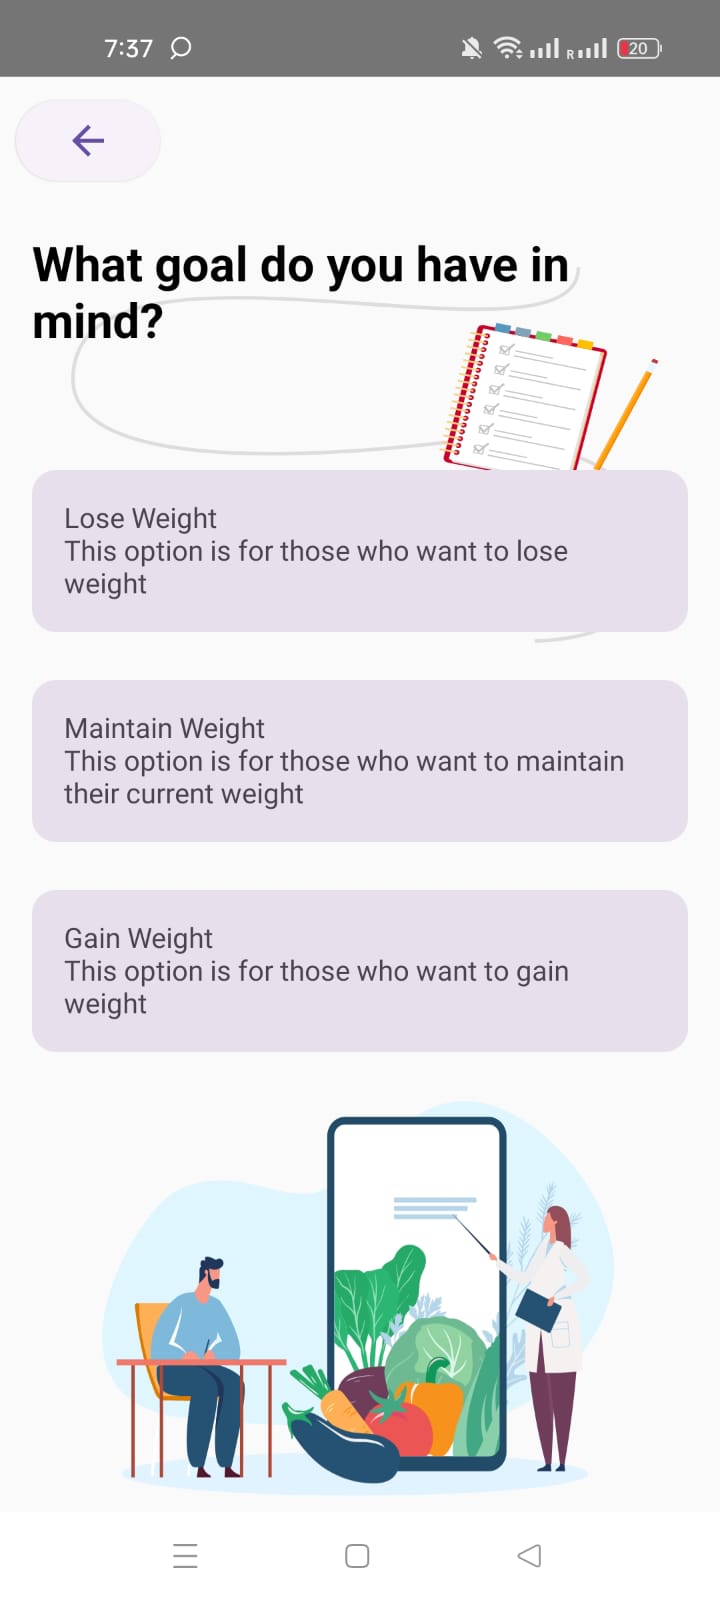 7:37
R
20
What goal do you have in
mind?
Lose Weight
This option is for those who want to lose
weight
Maintain Weight
This option is for those who want to maintain
their current weight
Gain Weight
This option is for those who want to gain
weight